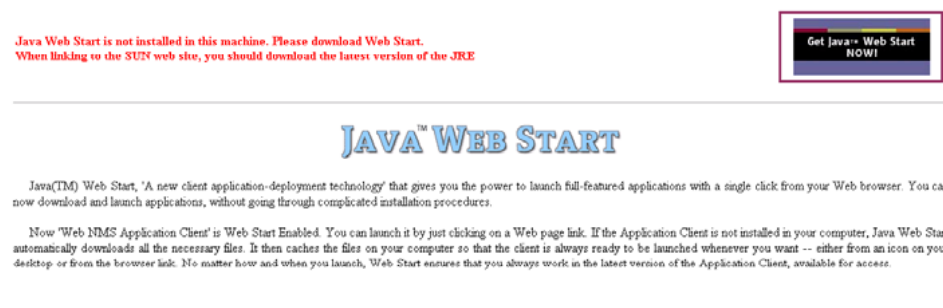 Java Web Start is not installed in this machine. Please download Web Start.
When linking to the SUN web site, you should download the latest version of the JRE
Get Java™ Web Start
NOW!
JAVA™ WEB START
Java(TM) Web Start, 'A new client application-deployment technology' that gives you the power to launch full-featured applications with a single click from your Web browser. You ca
now download and launch applications, without going through complicated installation procedures.
Now 'Web NMS Application Client' is Web Start Enabled. You can launch it by just clicking on a Web page link. If the Application Client is not installed in your computer, Java Web Star
automatically downloads all the necessary files. It then caches the files on your computer so that the client is always ready to be launched whenever you want -- either from an icon on you
desktop or from the browser link. No matter how and when you launch, Web Start ensures that you always work in the latest version of the Application Client, available for access.